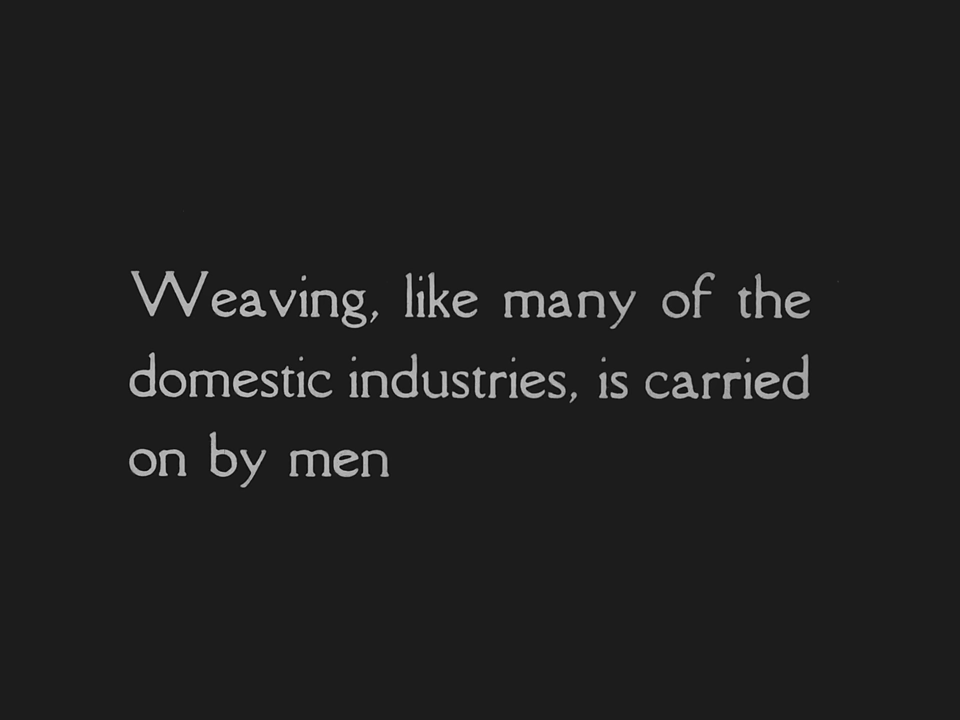 Weaving, like many of the
domestic industries, is carried
on by men